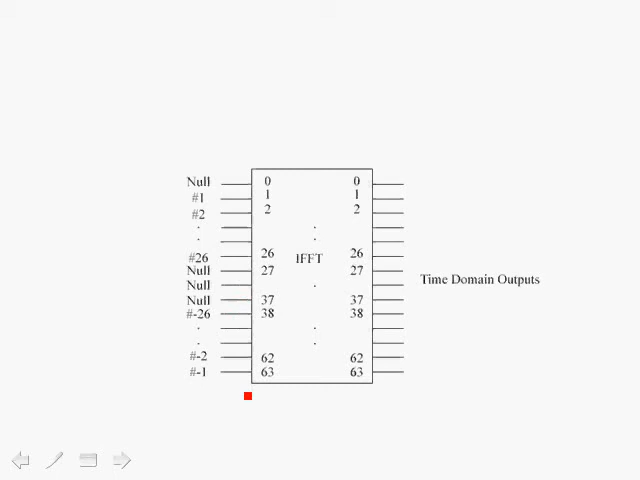 Null 0 0
#1 1 1
#2 2 2
.
.
#26 26 IFFT 26
Null 27 27
Null
Null 37 37
#-26 38 38
.
.
#-2 62 62
#-1 63 63
Time Domain Outputs